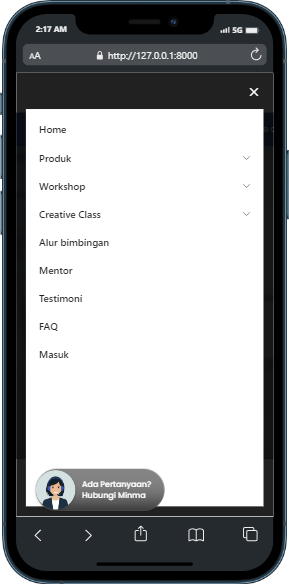 2:17 AM
5G
AA
http://127.0.0.1:8000
Home
Produk
Workshop
Creative Class
Alur bimbingan
Mentor
Testimoni
FAQ
Masuk
Ada Pertanyaan?
Hubungi Minma